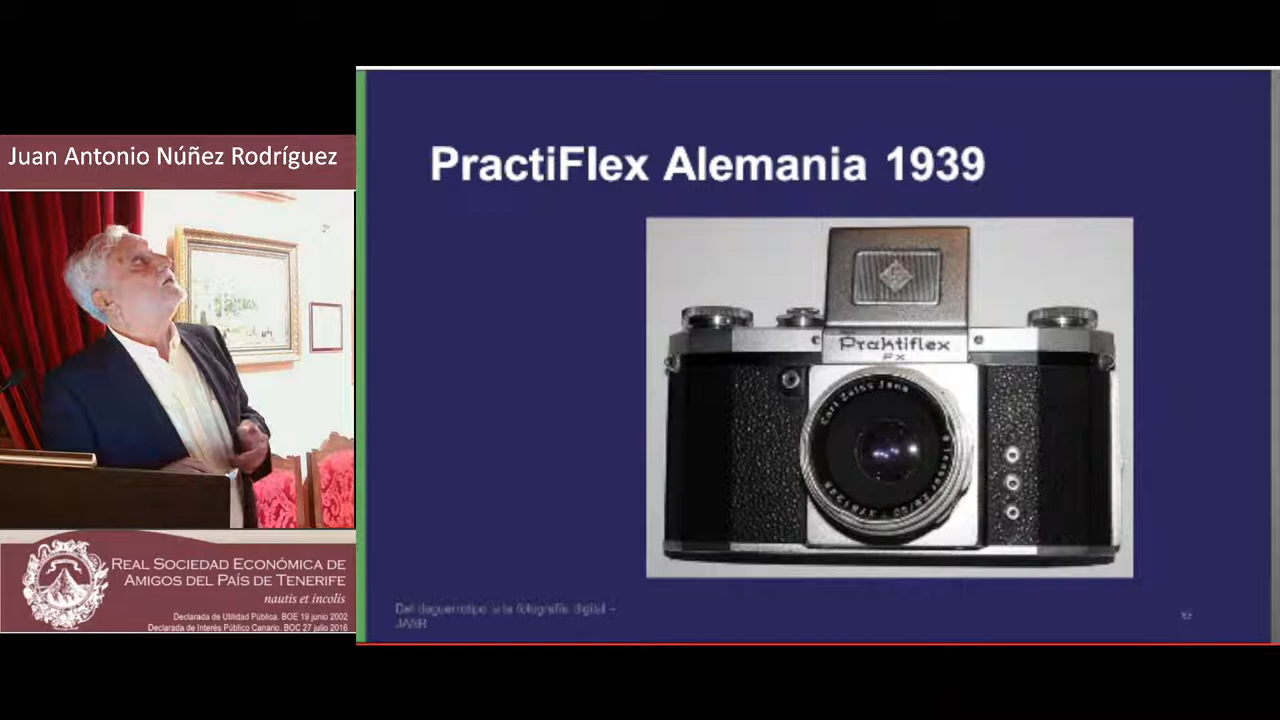 Juan Antonio Núñez Rodríguez
REAL SOCIEDAD ECONÓMICA DE
AMIGOS DEL PAÍS DE TENERIFE
nautis et incolis
Declarada de Utilidad Pública. BOE 19 junio 2002
Declarada de Interés Público Canario. BOC 27 julio 2016
PractiFlex Alemania 1939
Praktiflex
FX
Carl Zeiss Jena
Del daguerrotipo a la fotografía digital –
JANR